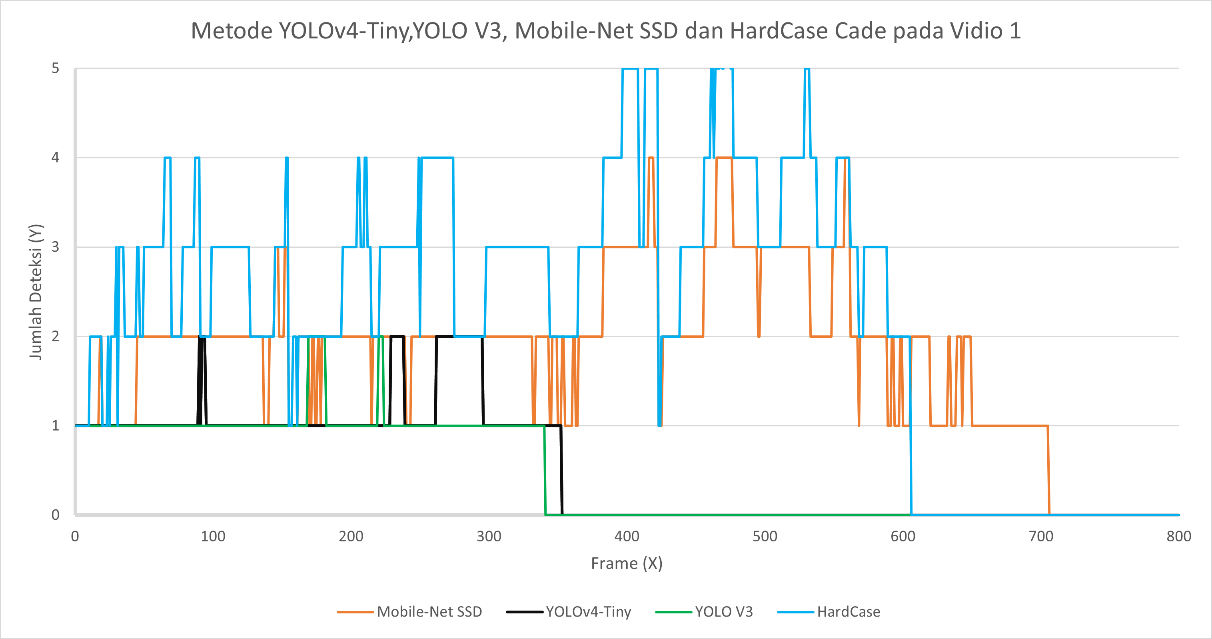 Metode YOLOv4-Tiny,YOLO V3, Mobile-Net SSD dan HardCase Cade pada Vidio 1
5
4
3
2
1
0
Jumlah Deteksi (Y)
0 100 200 300 400 500 600 700 800
Frame (X)
Mobile-Net SSD YOLOv4-Tiny YOLO V3 HardCase